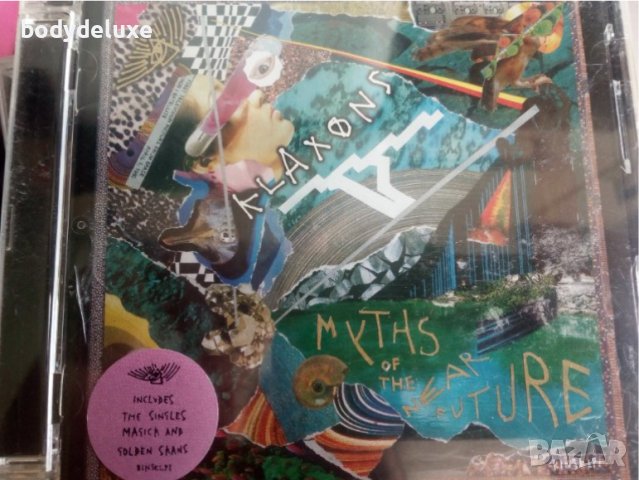 Bodydeluxe
KLAXONS
MYTHS
OF THE
NEAR
FUTURE
INCLUDES
THE SINGLES
MAGICK AND
GOLDEN SKANS
BAZAR